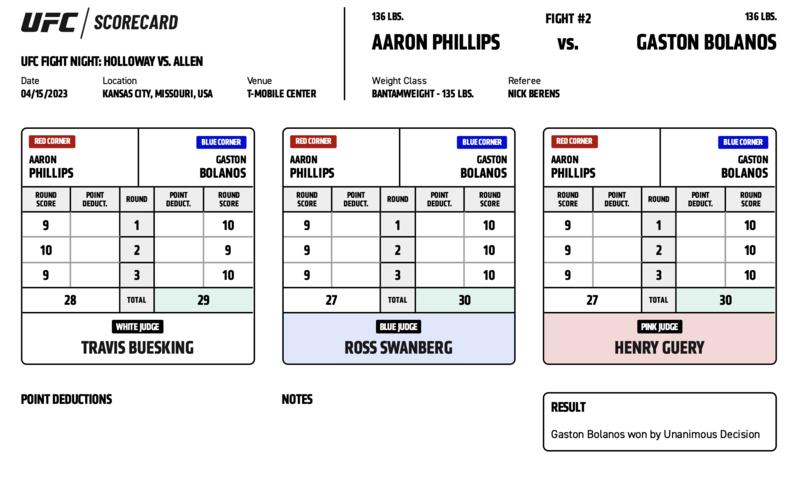 UFC SCORECARD
UFC FIGHT NIGHT: HOLLOWAY VS. ALLEN
Date Location Venue
04/15/2023 KANSAS CITY, MISSOURI, USA T-MOBILE CENTER
136 LBS. FIGHT #2 136 LBS.
AARON PHILLIPS VS. GASTON BOLANOS
Weight Class Referee
BANTAMWEIGHT - 135 LBS. NICK BERENS
RED CORNER BLUE CORNER
AARON PHILLIPS GASTON BOLANOS
ROUND SCORE POINT DEDUCT. ROUND POINT DEDUCT. ROUND SCORE
9 1 10
10 2 9
9 3 10
28 TOTAL 29
WHITE JUDGE
TRAVIS BUESKING
RED CORNER BLUE CORNER
AARON PHILLIPS GASTON BOLANOS
ROUND SCORE POINT DEDUCT. ROUND POINT DEDUCT. ROUND SCORE
9 1 10
9 2 10
9 3 10
27 TOTAL 30
BLUE JUDGE
ROSS SWANBERG
RED CORNER BLUE CORNER
AARON PHILLIPS GASTON BOLANOS
ROUND SCORE POINT DEDUCT. ROUND POINT DEDUCT. ROUND SCORE
9 1 10
9 2 10
9 3 10
27 TOTAL 30
PINK JUDGE
HENRY GUERY
POINT DEDUCTIONS
NOTES
RESULT
Gaston Bolanos won by Unanimous Decision